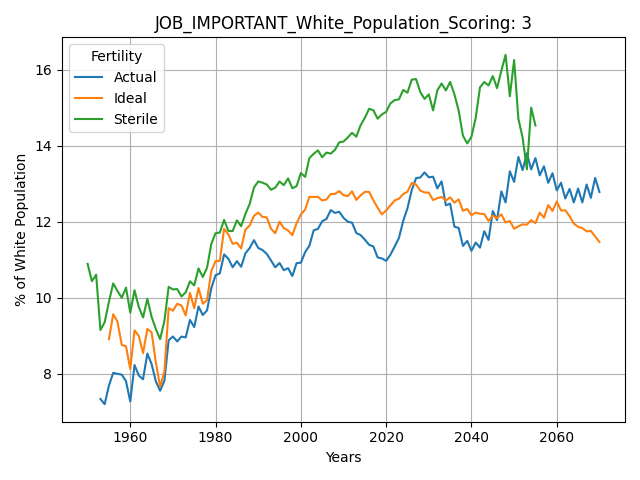 JOB_IMPORTANT_White_Population_Scoring: 3
Fertility
Actual
Ideal
Sterile
% of White Population
16
14
12
10
8
1960
1980
2000
2020
2040
2060
Years